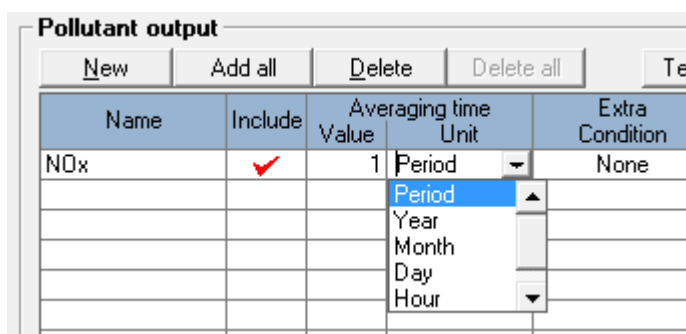 Pollutant output
New Add all Delete Delete all Te
Name Include Averaging time Extra
Value Unit Condition
NOx 1 Period None
Period
Year
Month
Day
Hour